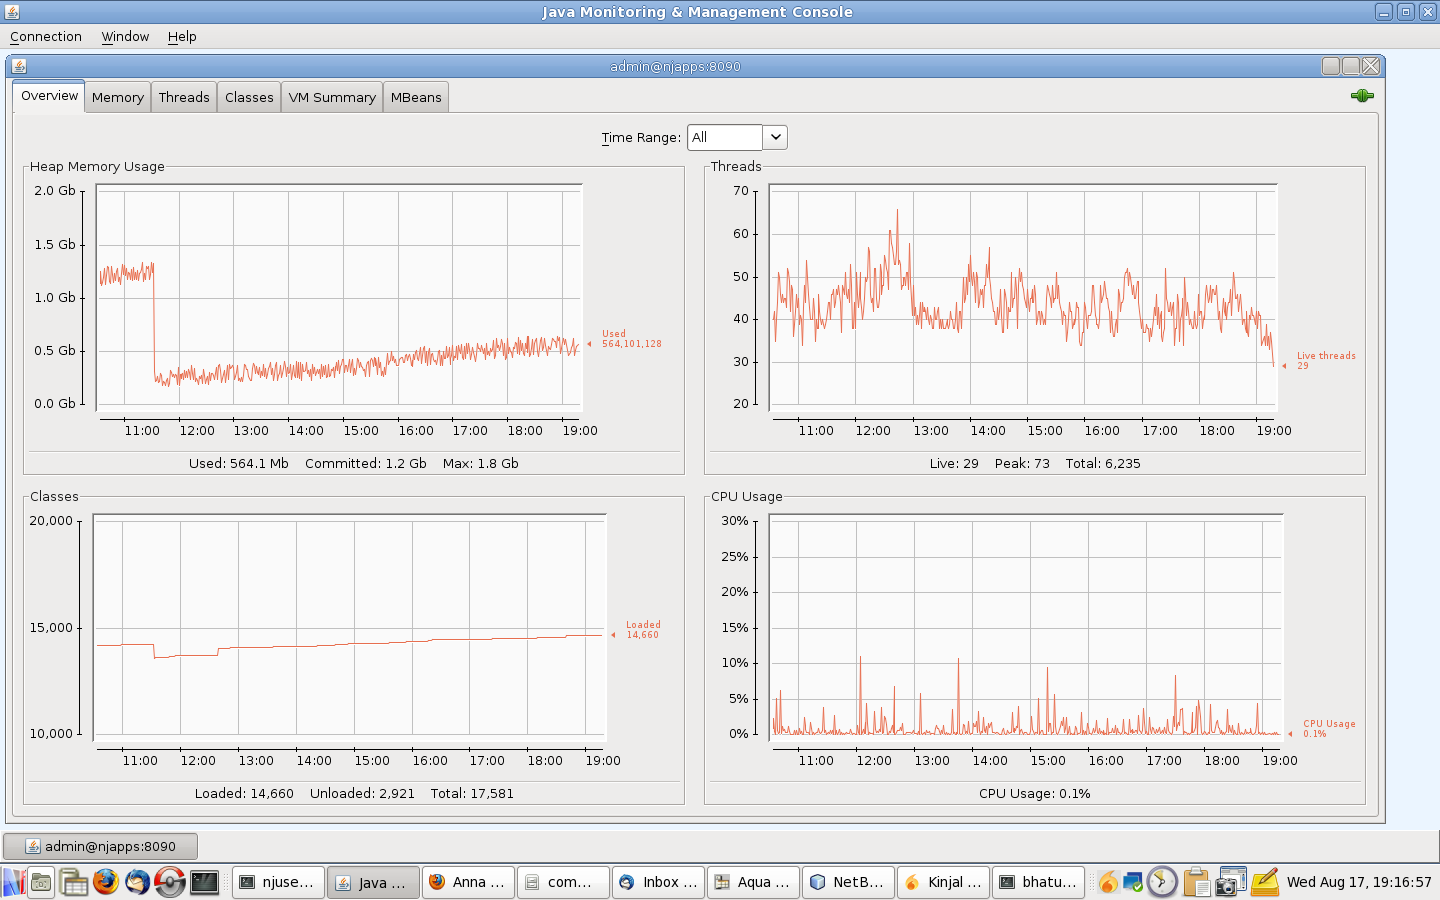 Java Monitoring & Management Console
Connection Window Help
admin@njapps:8090
Overview Memory Threads Classes VM Summary MBeans
Time Range: All
Heap Memory Usage
2.0 Gb
1.5 Gb
1.0 Gb
0.5 Gb
0.0 Gb
Used
564,101,128
11:00 12:00 13:00 14:00 15:00 16:00 17:00 18:00 19:00
Used: 564.1 Mb Committed: 1.2 Gb Max: 1.8 Gb
Threads
70
60
50
40
30
20
Live threads
29
11:00 12:00 13:00 14:00 15:00 16:00 17:00 18:00 19:00
Live: 29 Peak: 73 Total: 6,235
Classes
20,000
15,000
10,000
Loaded
14,660
11:00 12:00 13:00 14:00 15:00 16:00 17:00 18:00 19:00
Loaded: 14,660 Unloaded: 2,921 Total: 17,581
CPU Usage
30%
25%
20%
15%
10%
5%
0%
CPU Usage
0.1%
11:00 12:00 13:00 14:00 15:00 16:00 17:00 18:00 19:00
CPU Usage: 0.1%
admin@njapps:8090
njuse... Java ... Anna ... com... Inbox ... Aqua ... NetB... Kinjal ... bhatu... Wed Aug 17, 19:16:57